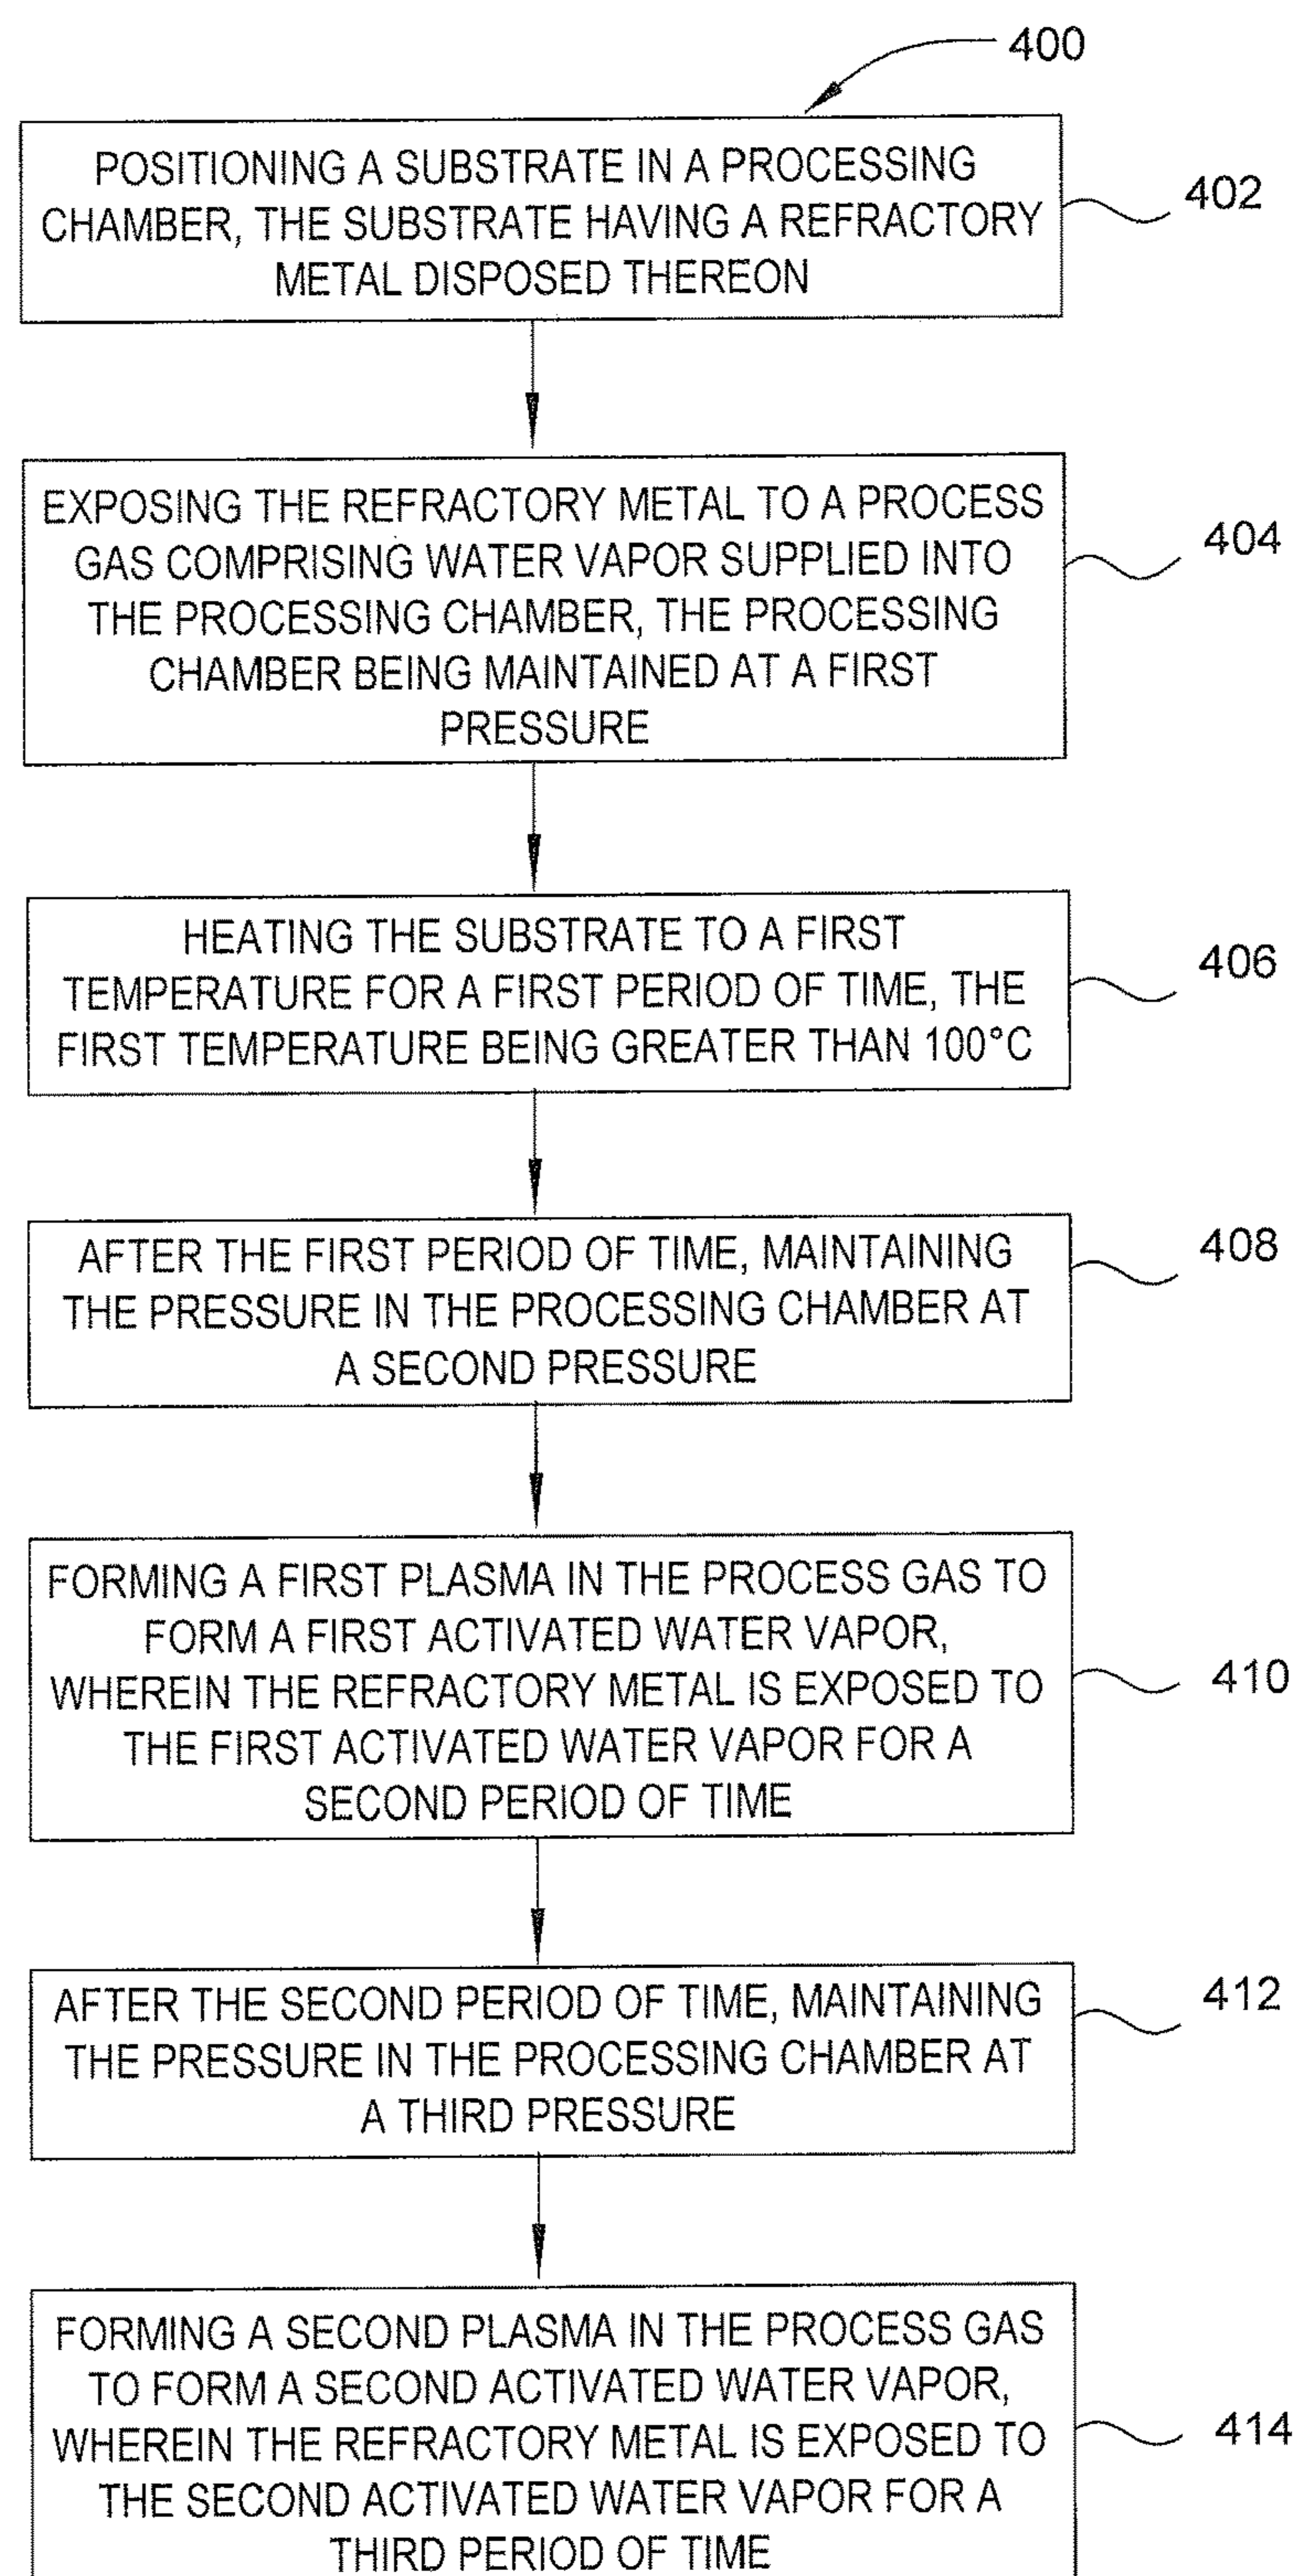 400
POSITIONING A SUBSTRATE IN A PROCESSING
CHAMBER, THE SUBSTRATE HAVING A REFRACTORY
METAL DISPOSED THEREON
402
EXPOSING THE REFRACTORY METAL TO A PROCESS
GAS COMPRISING WATER VAPOR SUPPLIED INTO
THE PROCESSING CHAMBER, THE PROCESSING
CHAMBER BEING MAINTAINED AT A FIRST
PRESSURE
404
HEATING THE SUBSTRATE TO A FIRST
TEMPERATURE FOR A FIRST PERIOD OF TIME, THE
FIRST TEMPERATURE BEING GREATER THAN 100°C
406
AFTER THE FIRST PERIOD OF TIME, MAINTAINING
THE PRESSURE IN THE PROCESSING CHAMBER AT
A SECOND PRESSURE
408
FORMING A FIRST PLASMA IN THE PROCESS GAS TO
FORM A FIRST ACTIVATED WATER VAPOR,
WHEREIN THE REFRACTORY METAL IS EXPOSED TO
THE FIRST ACTIVATED WATER VAPOR FOR A
SECOND PERIOD OF TIME
410
AFTER THE SECOND PERIOD OF TIME, MAINTAINING
THE PRESSURE IN THE PROCESSING CHAMBER AT
A THIRD PRESSURE
412
FORMING A SECOND PLASMA IN THE PROCESS GAS
TO FORM A SECOND ACTIVATED WATER VAPOR,
WHEREIN THE REFRACTORY METAL IS EXPOSED TO
THE SECOND ACTIVATED WATER VAPOR FOR A
THIRD PERIOD OF TIME
414